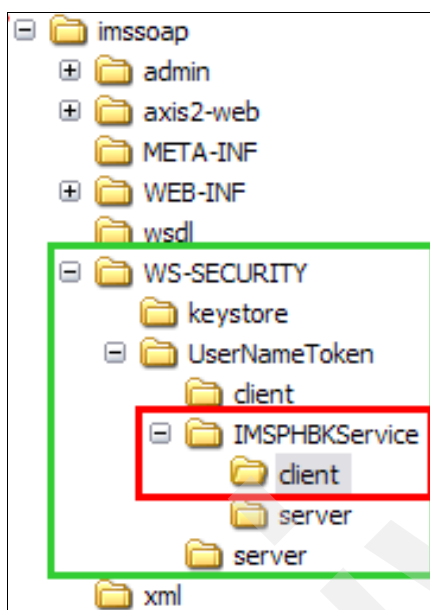 imssoap
admin
axis2-web
META-INF
WEB-INF
wsdl
WS-SECURITY
keystore
UserNameToken
client
IMSPHBKService
client
server
server
xml